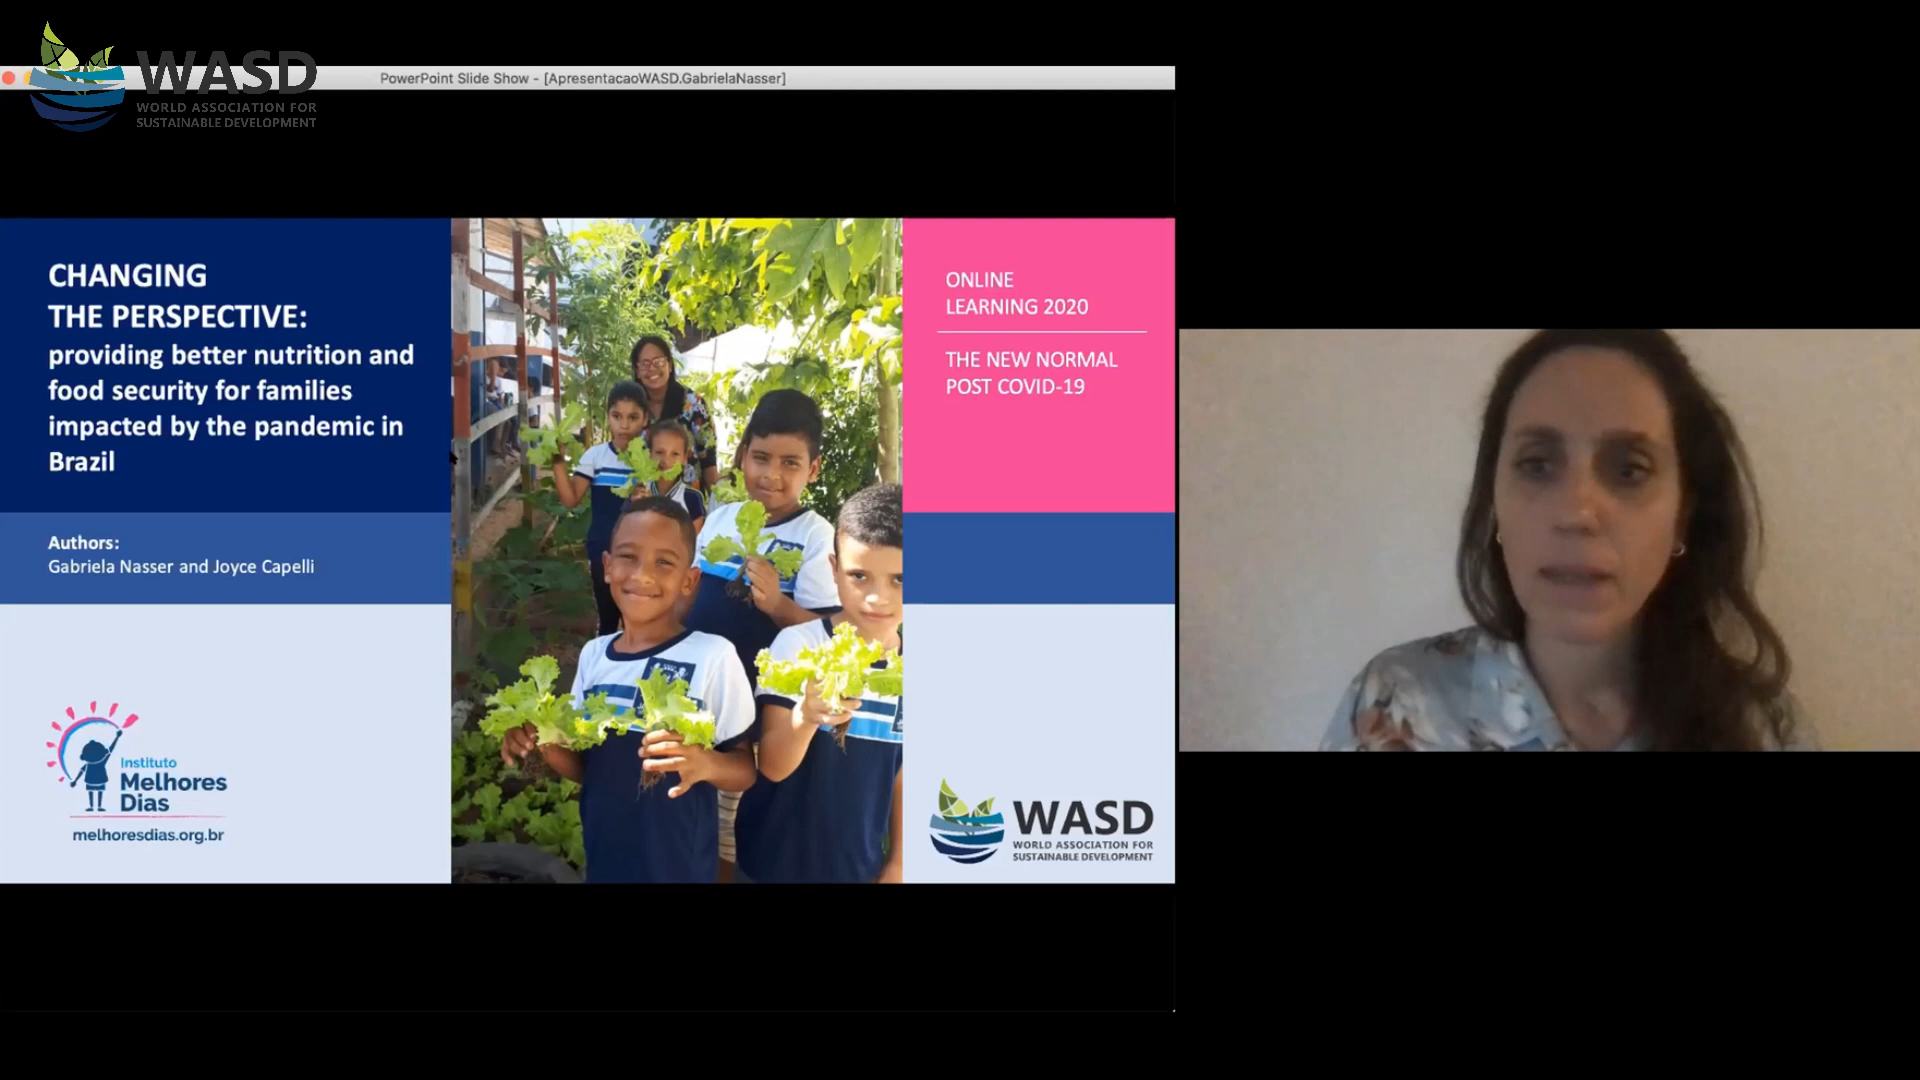 WASD
WORLD ASSOCIATION FOR
SUSTAINABLE DEVELOPMENT
PowerPoint Slide Show - [ApresentacaoWASD.GabrielaNasser]
CHANGING
THE PERSPECTIVE:
providing better nutrition and
food security for families
impacted by the pandemic in
Brazil
Authors:
Gabriela Nasser and Joyce Capelli
Instituto
Melhores
Dias
melhoresdias.org.br
ONLINE
LEARNING 2020
THE NEW NORMAL
POST COVID-19
WASD
WORLD ASSOCIATION FOR
SUSTAINABLE DEVELOPMENT